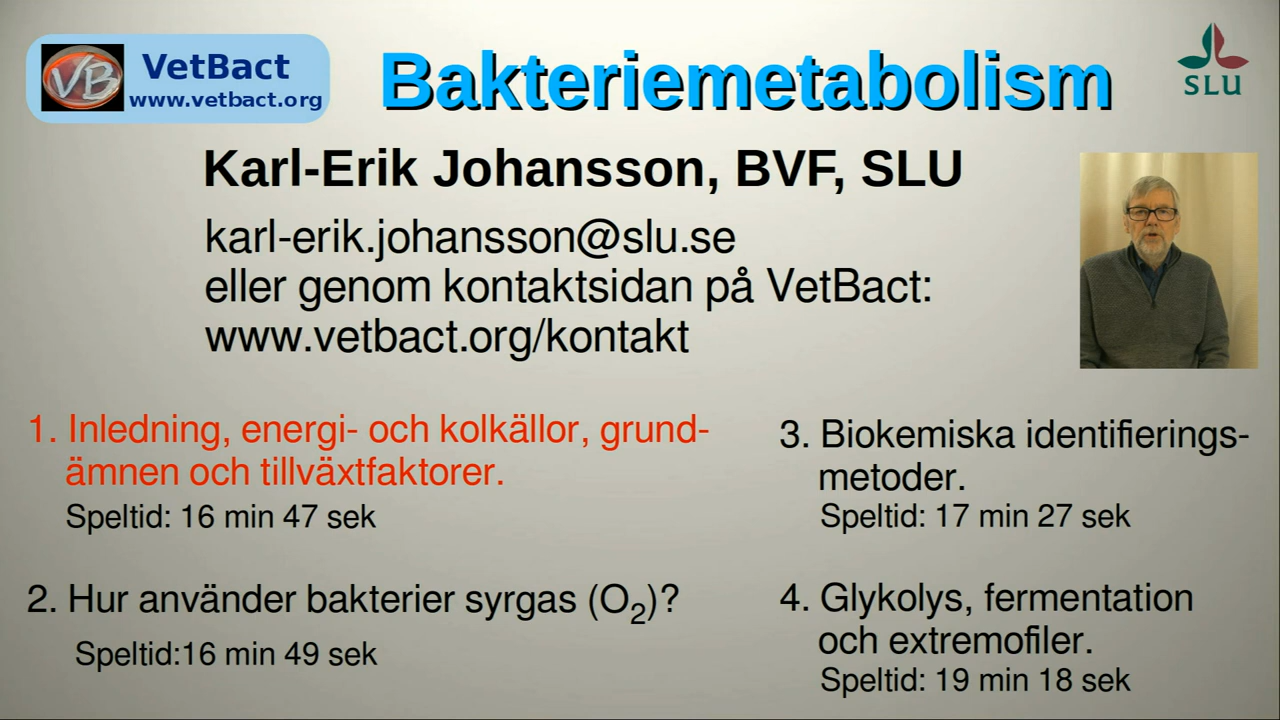 VB
VetBact
www.vetbact.org
Bakteriemetabolism
SLU
Karl-Erik Johansson, BVF, SLU
karl-erik.johansson@slu.se
eller genom kontaktsidan på VetBact:
www.vetbact.org/kontakt
1. Inledning, energi- och kolkällor, grund-
ämnen och tillväxtfaktorer.
Speltid: 16 min 47 sek
2. Hur använder bakterier syrgas (O₂)?
Speltid:16 min 49 sek
3. Biokemiska identifierings-
metoder.
Speltid: 17 min 27 sek
4. Glykolys, fermentation
och extremofiler.
Speltid: 19 min 18 sek